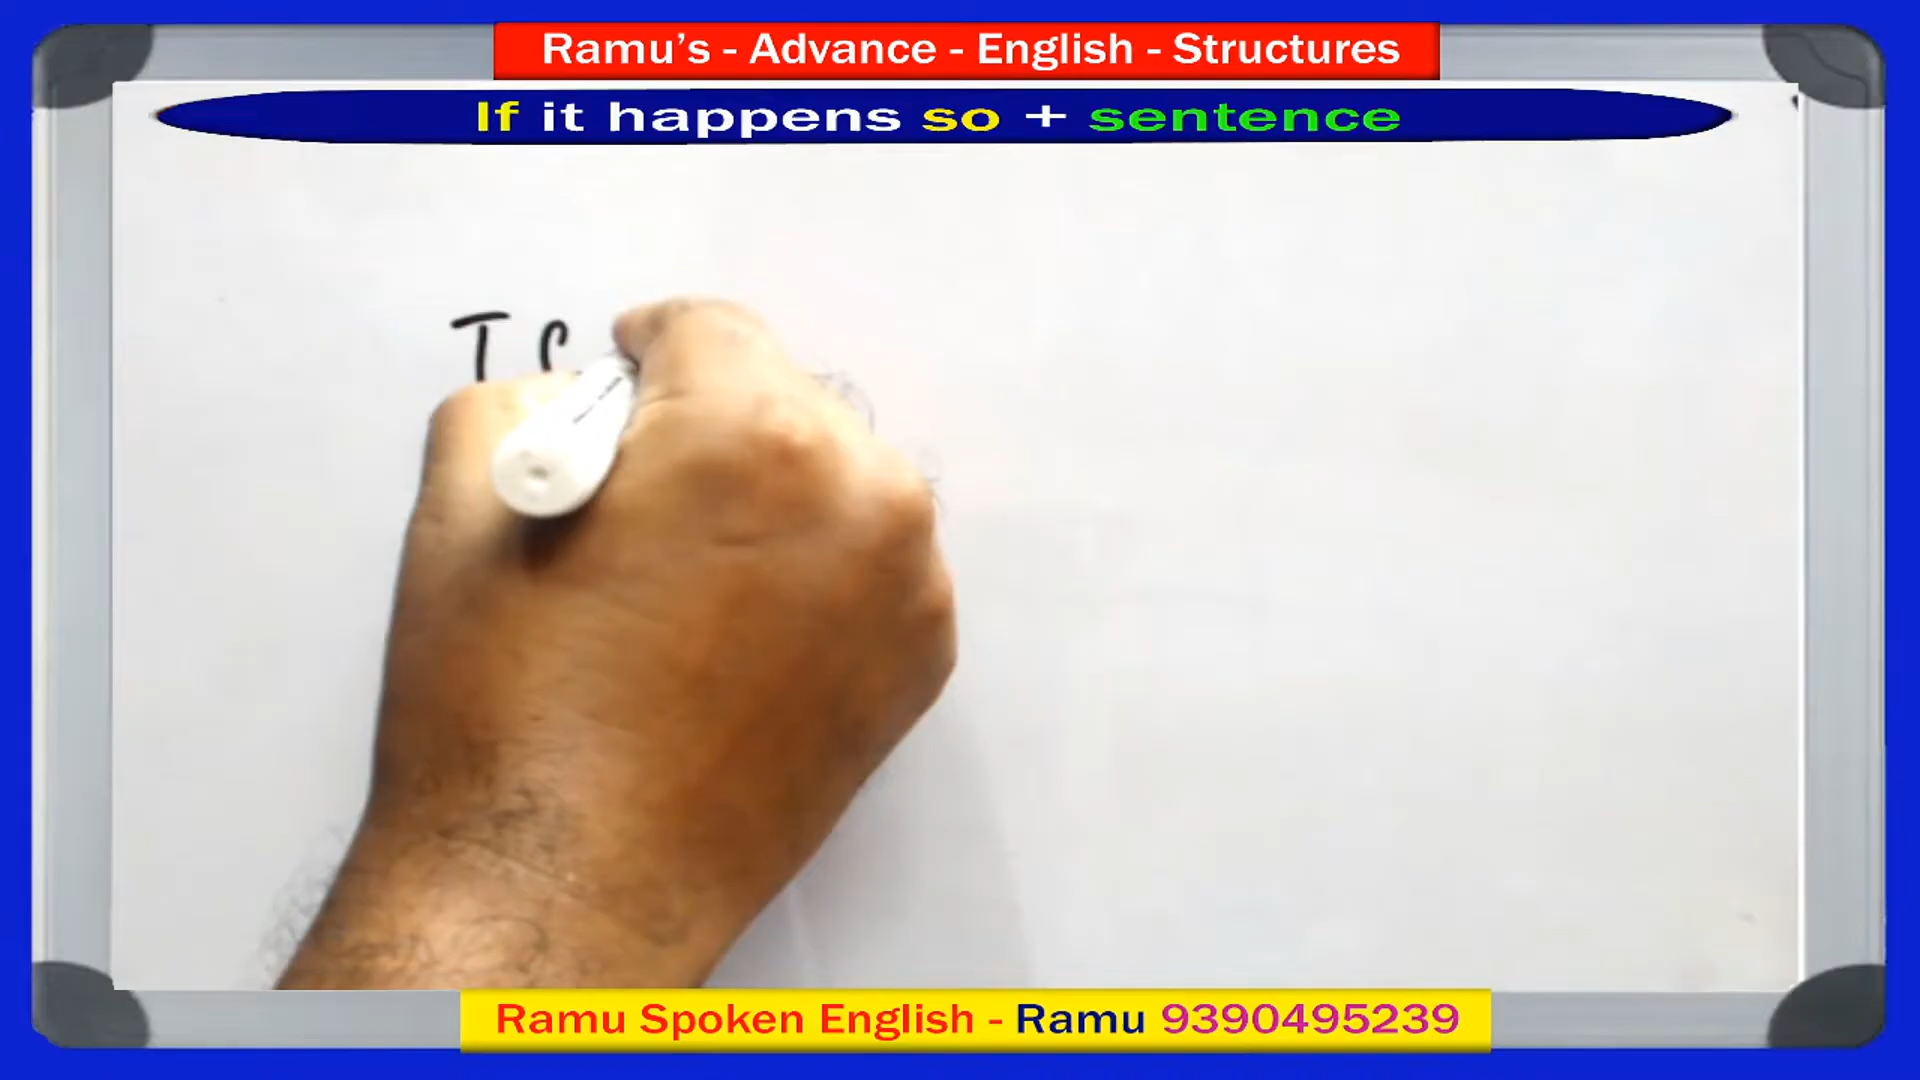 Ramu's - Advance - English - Structures
If it happens so + sentence
Ramu Spoken English - Ramu 9390495239